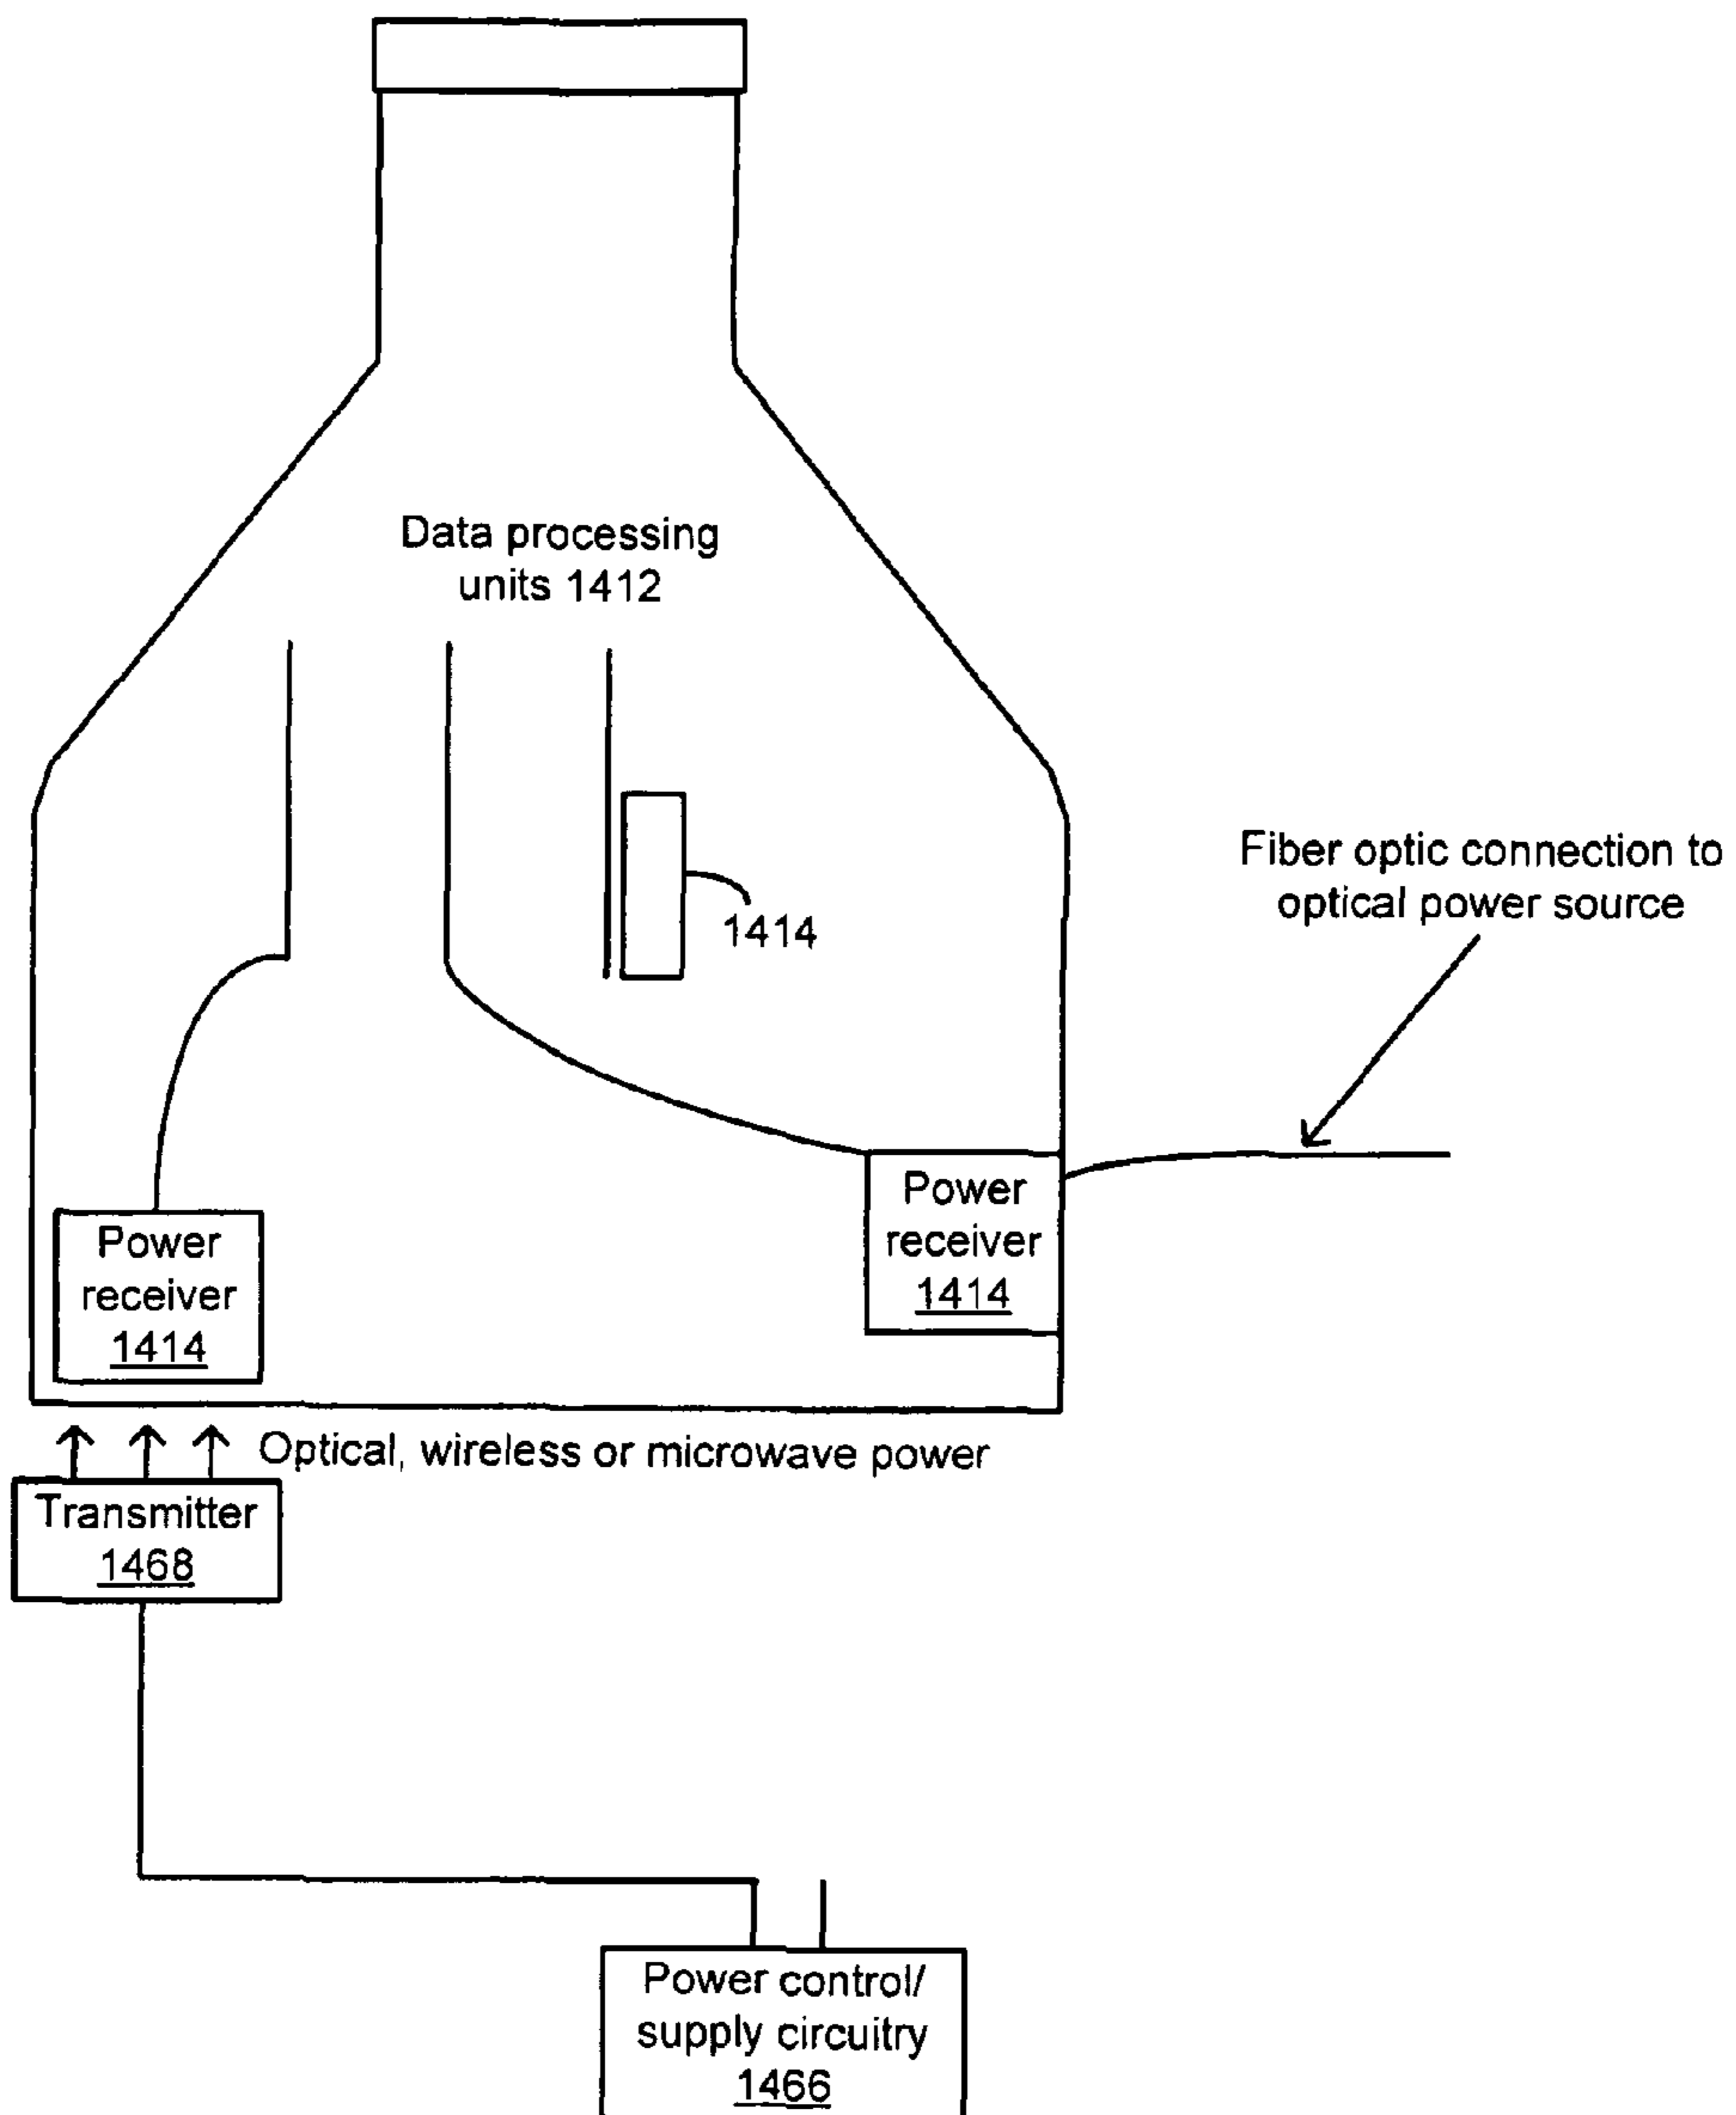 Data processing
units 1412
1414
Fiber optic connection to
optical power source
Power
receiver
1414
Power
receiver
1414
Optical, wireless or microwave power
Transmitter
1468
Power control/
supply circuitry
1466